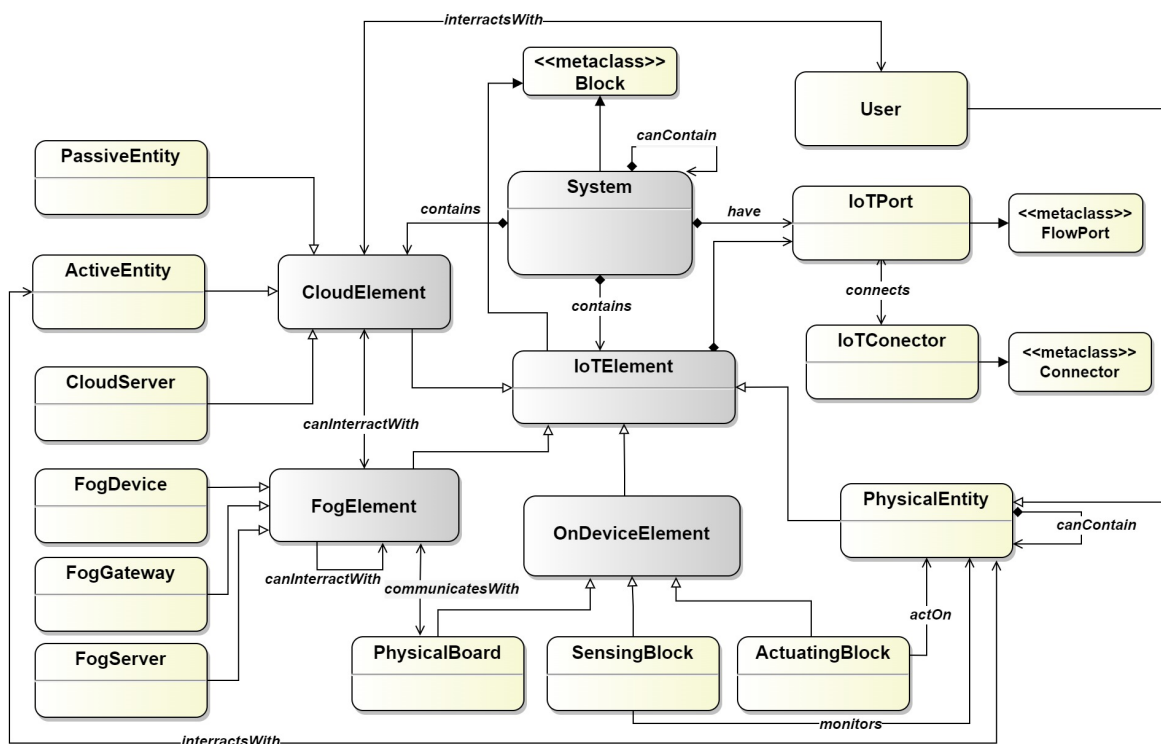 interractsWith
<<metaclass>>
Block
User
canContain
PassiveEntity
System
IoTPort
contains
have
<<metaclass>>
FlowPort
ActiveEntity
CloudElement
connects
contains
IoTConector
<<metaclass>>
Connector
CloudServer
IoTElement
canInterractWith
FogDevice
FogElement
PhysicalEntity
canContain
OnDeviceElement
FogGateway
canInterractWith
communicatesWith
actOn
FogServer
PhysicalBoard
SensingBlock
ActuatingBlock
monitors
interractsWith